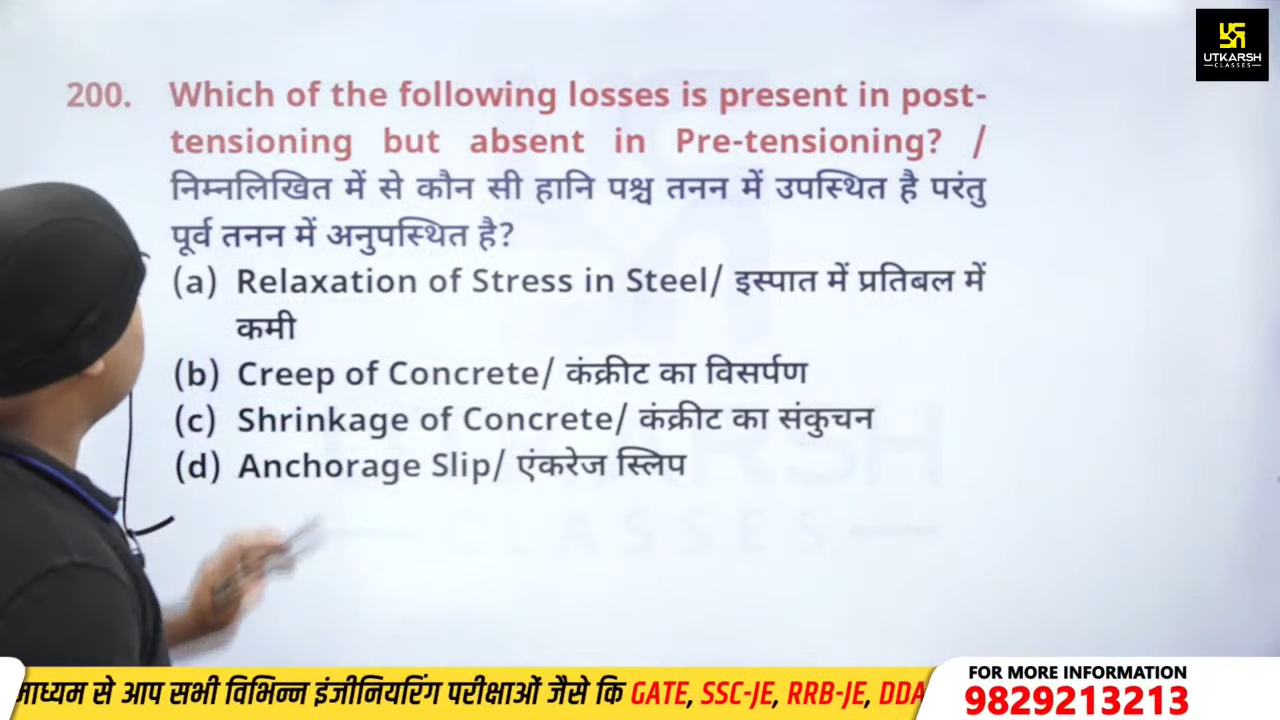 UTKARSH
CLASSES
200. Which of the following losses is present in post-
tensioning but absent in Pre-tensioning? /
निम्नलिखित में से कौन सी हानि पश्च तनन में उपस्थित है परंतु
पूर्व तनन में अनुपस्थित है?
(a) Relaxation of Stress in Steel/ इस्पात में प्रतिबल में
कमी
(b) Creep of Concrete/ कंक्रीट का विसर्पण
(c) Shrinkage of Concrete/ कंक्रीट का संकुचन
(d) Anchorage Slip/ एंकरेज स्लिप
CLASSES
माध्यम से आप सभी विभिन्न इंजीनियरिंग परीक्षाओं जैसे कि GATE, SSC-JE, RRB-JE, DDA
FOR MORE INFORMATION
9829213213